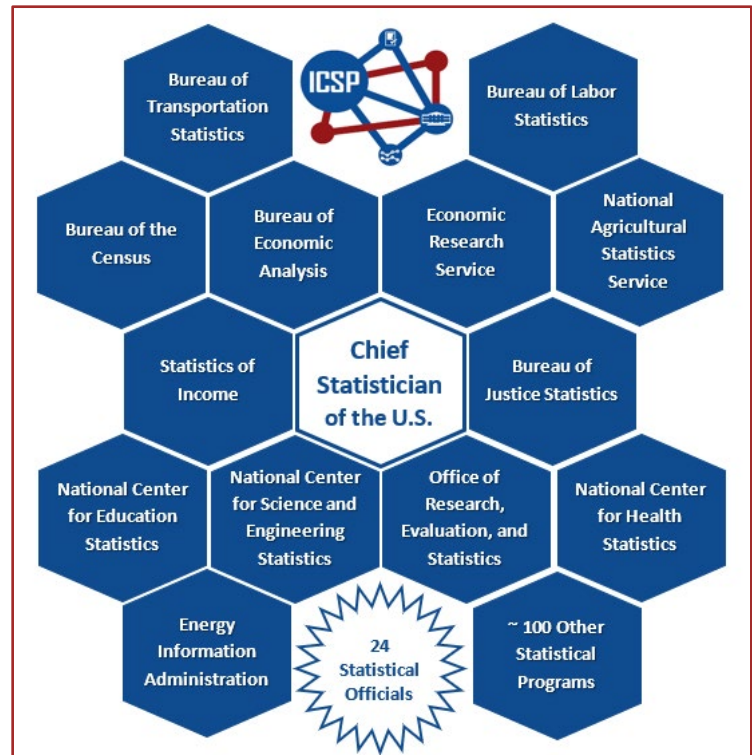 Bureau of
Transportation
Statistics
ICSP
Bureau of Labor
Statistics
Bureau of the
Census
Bureau of
Economic
Analysis
Economic
Research
Service
National
Agricultural
Statistics
Service
Statistics of
Income
Chief
Statistician
of the U.S.
Bureau of
Justice Statistics
National Center
for Education
Statistics
National Center
for Science and
Engineering
Statistics
Office of
Research,
Evaluation, and
Statistics
National Center
for Health
Statistics
Energy
Information
Administration
24
Statistical
Officials
~ 100 Other
Statistical
Programs